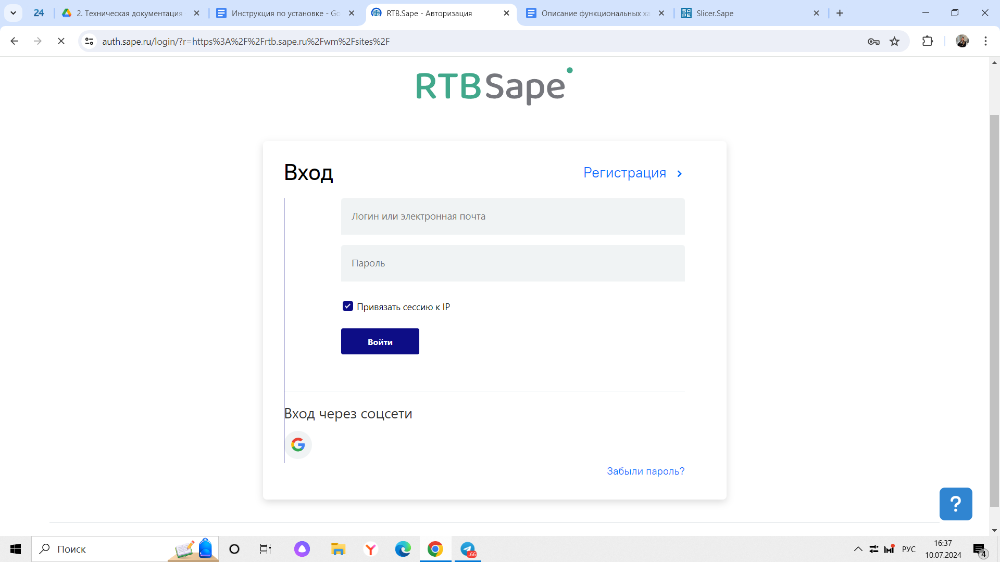 24
2. Техническая документация
Инструкция по установке - Go
RTB.Sape - Авторизация
Описание функциональных ха
Slicer.Sape
auth.sape.ru/login/?r=https%3A%2F%2Frtb.sape.ru%2Fwm%2Fsites%2F
RTB Sape
Вход
Регистрация
Логин или электронная почта
Пароль
Привязать сессию к IP
Войти
Вход через соцсети
Забыли пароль?
?
Поиск
..66
РУС
16:37
10.07.2024
4